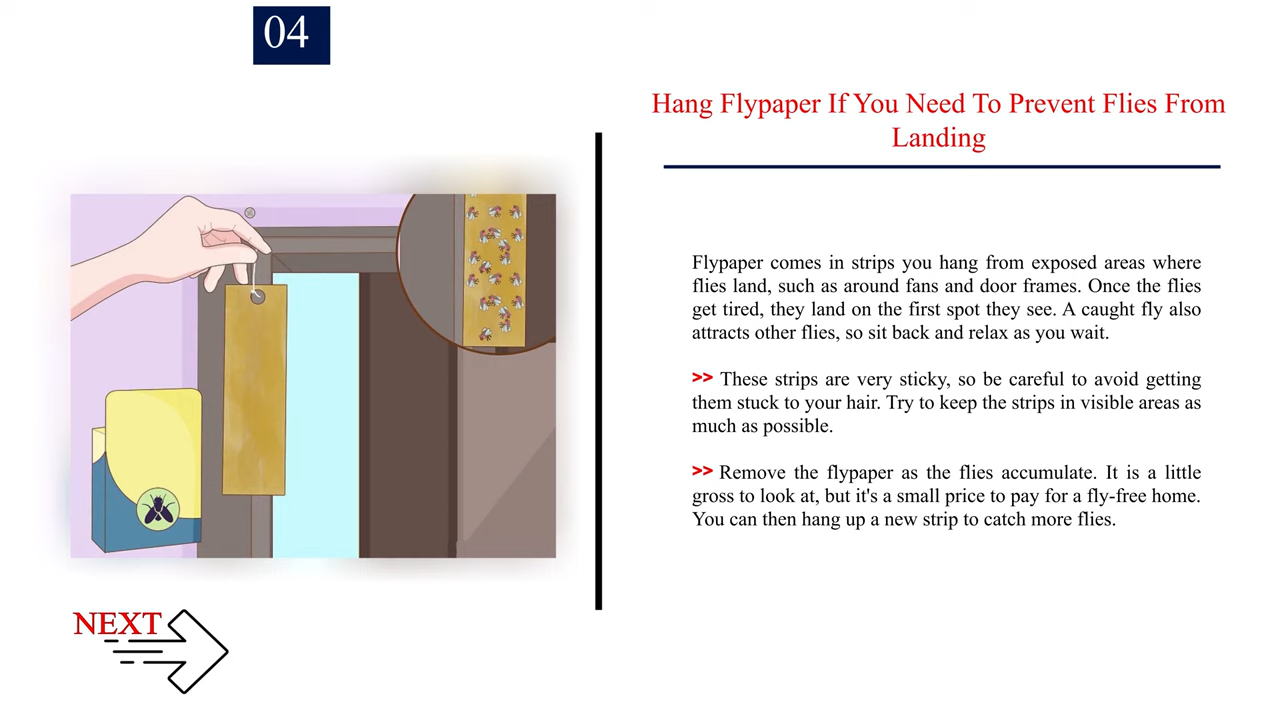 04
Hang Flypaper If You Need To Prevent Flies From
Landing
Flypaper comes in strips you hang from exposed areas where
flies land, such as around fans and door frames. Once the flies
get tired, they land on the first spot they see. A caught fly also
attracts other flies, so sit back and relax as you wait.
>> These strips are very sticky, so be careful to avoid getting
them stuck to your hair. Try to keep the strips in visible areas as
much as possible.
>> Remove the flypaper as the flies accumulate. It is a little
gross to look at, but it's a small price to pay for a fly-free home.
You can then hang up a new strip to catch more flies.
NEXT